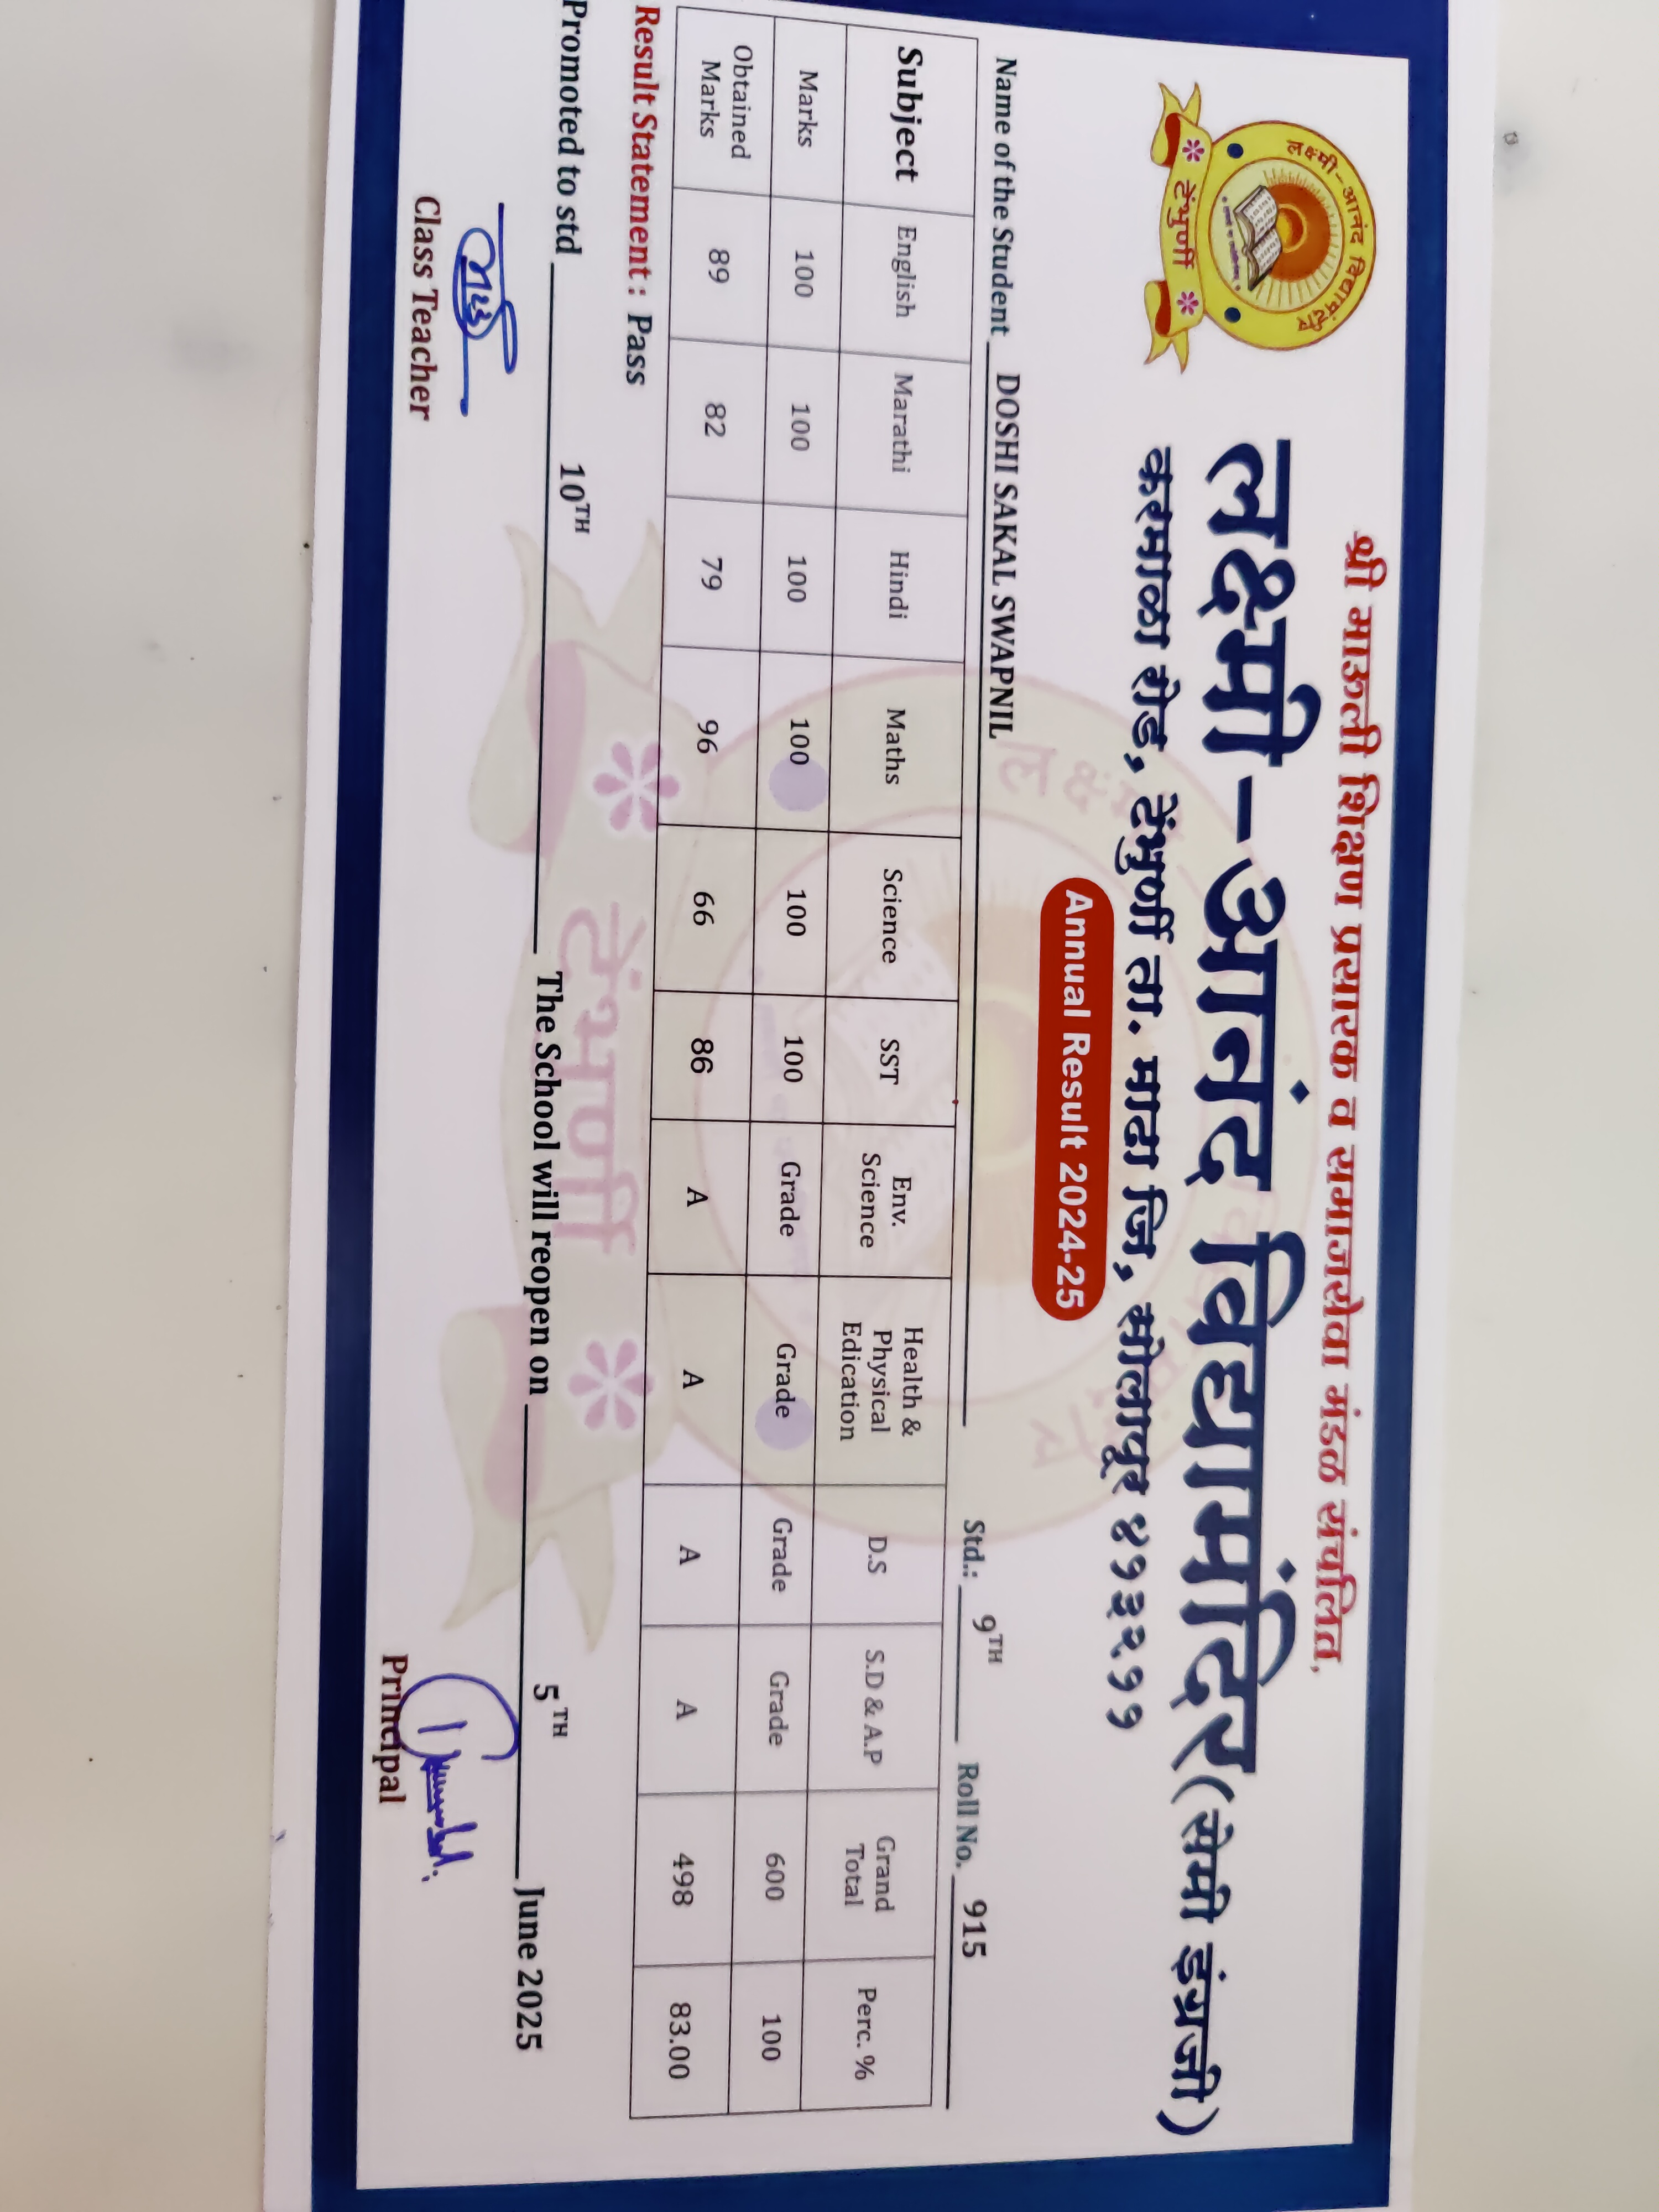 श्री माऊली शिक्षण प्रसारक व समाजसेवा मंडळ संचलित,
लक्ष्मी-आनंद विद्यामंदिर (सेमी इंग्रजी)
करमाळा रोड, टेंभुर्णी ता. माढा जि, सोलापूर ४१३२११
लक्ष्मी-आनंद विद्यामंदीर
टेंभुर्णी
Annual Result 2024-25
Name of the Student DOSHI SAKAL SWAPNIL Std.: 9TH Roll No. 915
Subject English Marathi Hindi Maths Science SST Env. Science Health & Physical Edication D.S S.D & A.P Grand Total Perc. %
Marks 100 100 100 100 100 100 Grade Grade Grade Grade 600 100
Obtained Marks 89 82 79 96 66 86 A A A A 498 83.00
Result Statement : Pass
Promoted to std 10TH The School will reopen on 5TH June 2025
Class Teacher Principal